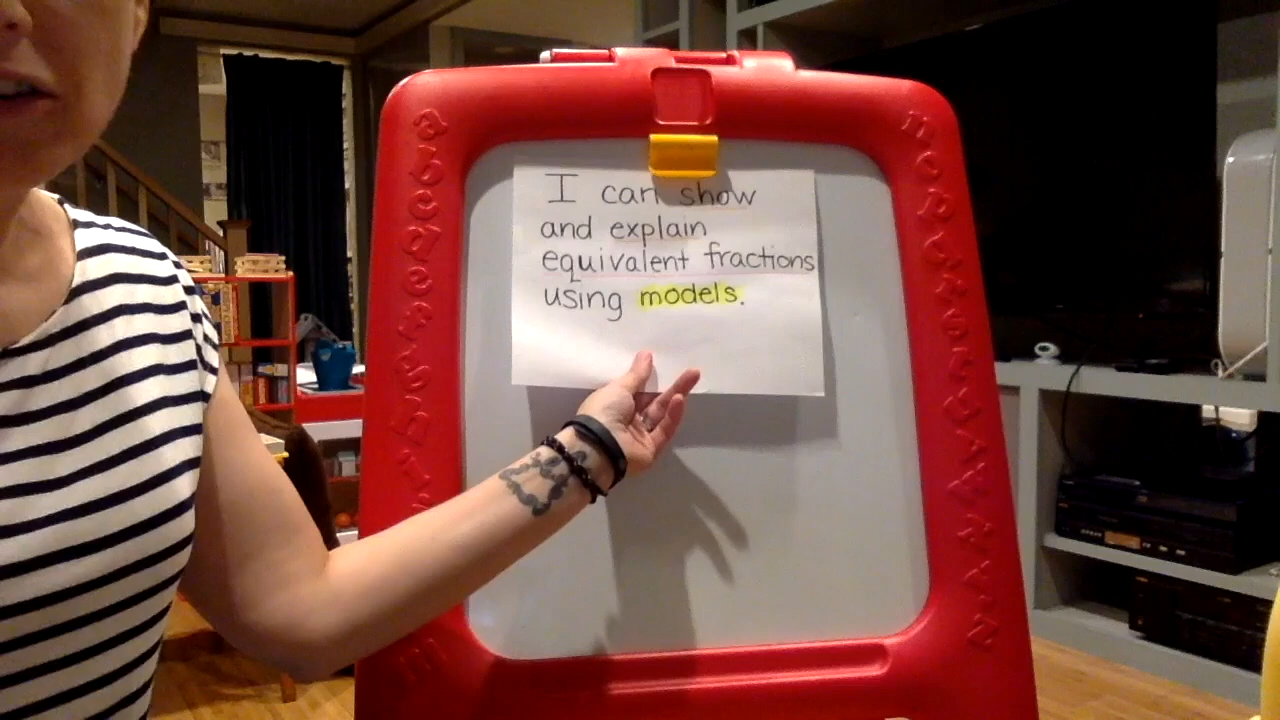 I can show
and explain
equivalent fractions
using models.